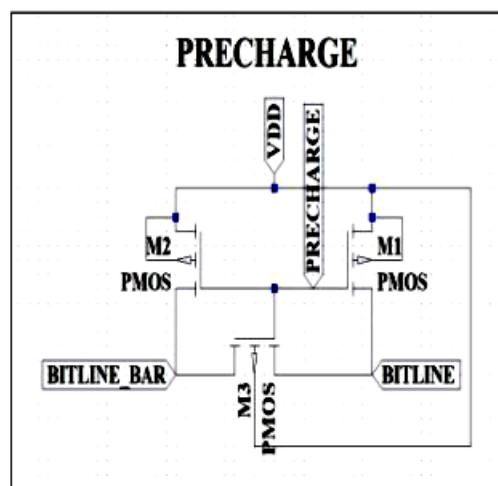 PRECHARGE
VDD
PRECHARGE
M2
M1
PMOS
PMOS
BITLINE_BAR
M3
PMOS
BITLINE